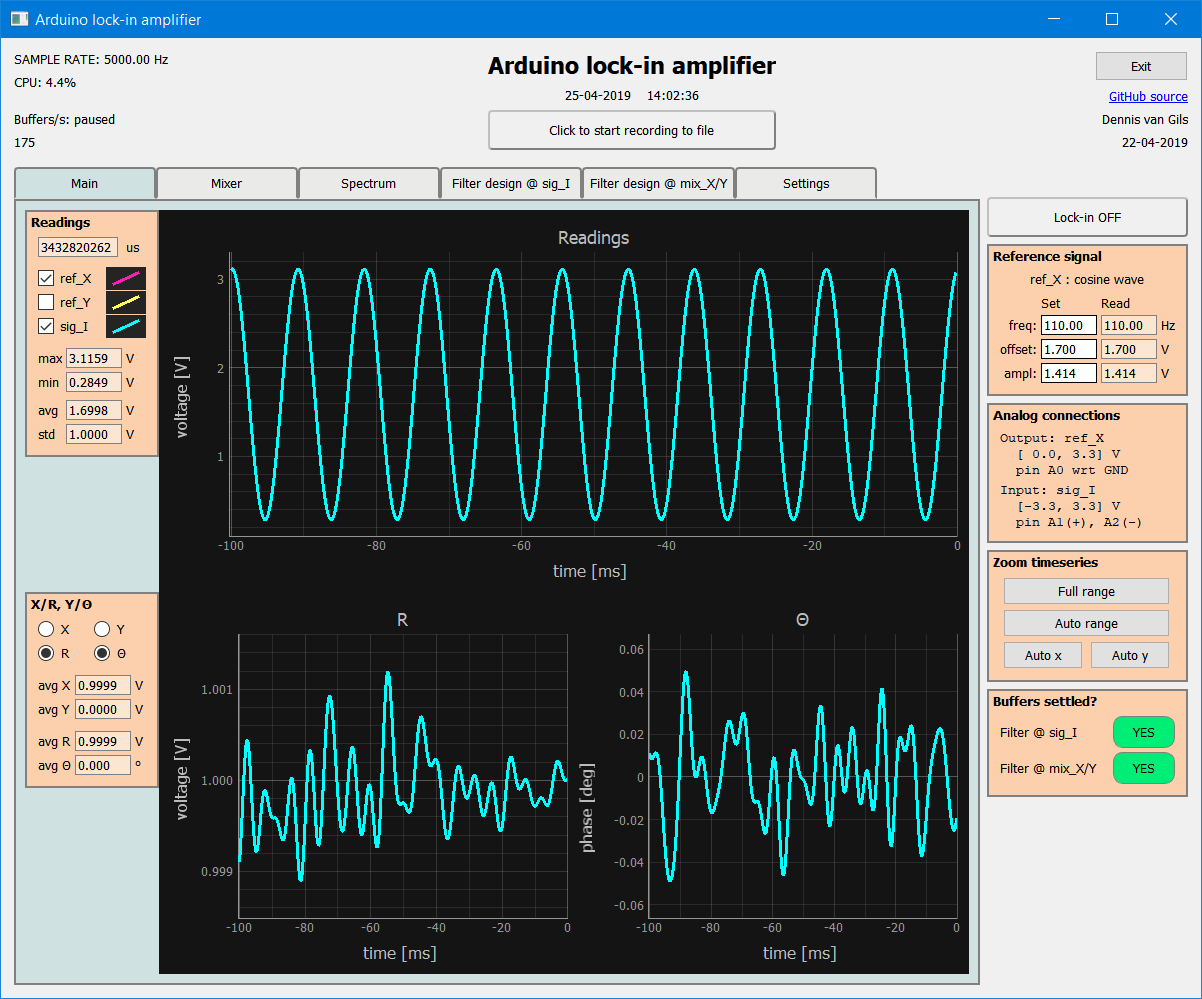 Arduino lock-in amplifier
SAMPLE RATE: 5000.00 Hz
CPU: 4.4%
Buffers/s: paused
175
Arduino lock-in amplifier
25-04-2019 14:02:36
Click to start recording to file
Exit
GitHub source
Dennis van Gils
22-04-2019
Main Mixer Spectrum Filter design @ sig_I Filter design @ mix_X/Y Settings
Readings
3432820262 us
ref_X
ref_Y
sig_I
max 3.1159 V
min 0.2849 V
avg 1.6998 V
std 1.0000 V
X/R, Y/Θ
X Y
R Θ
avg X 0.9999 V
avg Y 0.0000 V
avg R 0.9999 V
avg Θ 0.000 °
Readings
voltage [V]
3
2
1
-100 -80 -60 -40 -20 0
time [ms]
R
voltage [V]
1.001
1.000
0.999
-100 -80 -60 -40 -20 0
time [ms]
Θ
phase [deg]
0.06
0.04
0.02
0
-0.02
-0.04
-0.06
-100 -80 -60 -40 -20 0
time [ms]
Lock-in OFF
Reference signal
ref_X : cosine wave
Set Read
freq: 110.00 110.00 Hz
offset: 1.700 1.700 V
ampl: 1.414 1.414 V
Analog connections
Output: ref_X
[ 0.0, 3.3] V
pin A0 wrt GND
Input: sig_I
[-3.3, 3.3] V
pin A1(+), A2(-)
Zoom timeseries
Full range
Auto range
Auto x Auto y
Buffers settled?
Filter @ sig_I YES
Filter @ mix_X/Y YES